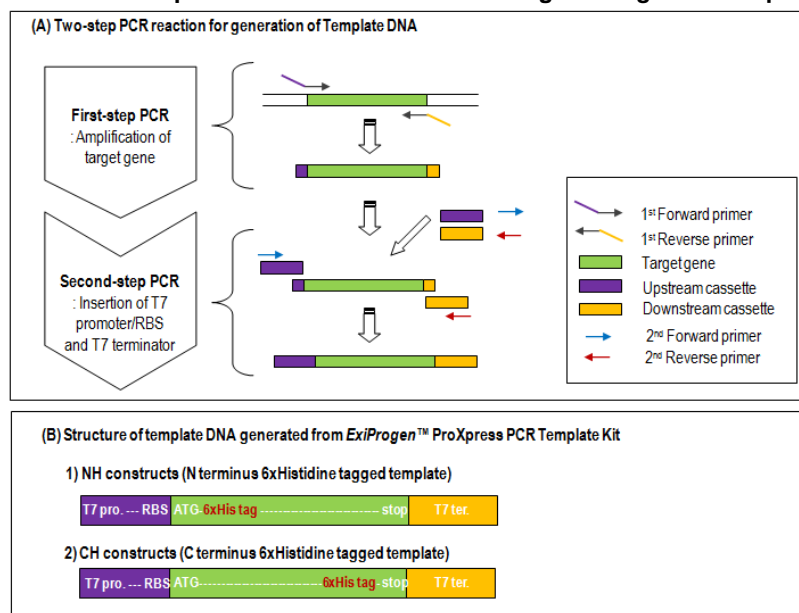 (A) Two-step PCR reaction for generation of Template DNA
First-step PCR
: Amplification of
target gene
Second-step PCR
: Insertion of T7
promoter/RBS
and T7 terminator
1st Forward primer
1st Reverse primer
Target gene
Upstream cassette
Downstream cassette
2nd Forward primer
2nd Reverse primer
(B) Structure of template DNA generated from ExiProgen™ ProXpress PCR Template Kit
1) NH constructs (N terminus 6xHistidine tagged template)
T7 pro. --- RBS ATG-6xHis tag------------------------------stop T7 ter.
2) CH constructs (C terminus 6xHistidine tagged template)
T7 pro. --- RBS ATG------------------------------6xHis tag-stop T7 ter.